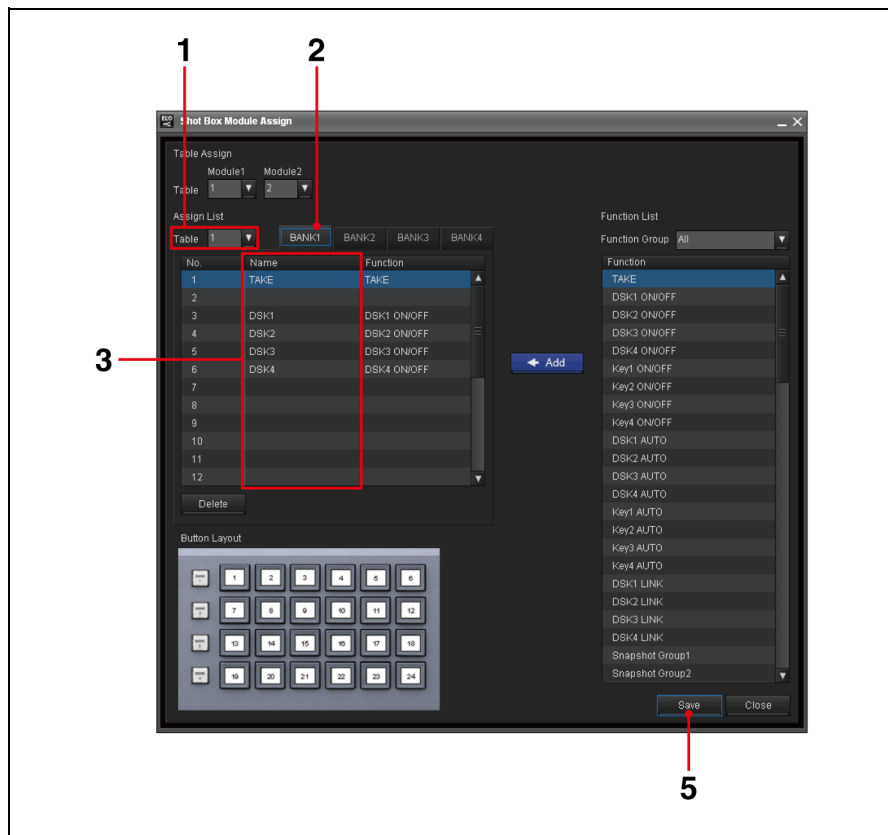 1
2
ELC
Shot Box Module Assign
Table Assign
Module1 Module2
Table 1 2
Assign List
Table 1 BANK1 BANK2 BANK3 BANK4
No. Name Function
1 TAKE TAKE
2
3 DSK1 DSK1 ON/OFF
4 DSK2 DSK2 ON/OFF
5 DSK3 DSK3 ON/OFF
6 DSK4 DSK4 ON/OFF
7
8
9
10
11
12
3
Delete
Add
Function List
Function Group All
Function
TAKE
DSK1 ON/OFF
DSK2 ON/OFF
DSK3 ON/OFF
DSK4 ON/OFF
Key1 ON/OFF
Key2 ON/OFF
Key3 ON/OFF
Key4 ON/OFF
DSK1 AUTO
DSK2 AUTO
DSK3 AUTO
DSK4 AUTO
Key1 AUTO
Key2 AUTO
Key3 AUTO
Key4 AUTO
DSK1 LINK
DSK2 LINK
DSK3 LINK
DSK4 LINK
Snapshot Group1
Snapshot Group2
Button Layout
1 2 3 4 5 6
7 8 9 10 11 12
13 14 15 16 17 18
19 20 21 22 23 24
Save Close
5